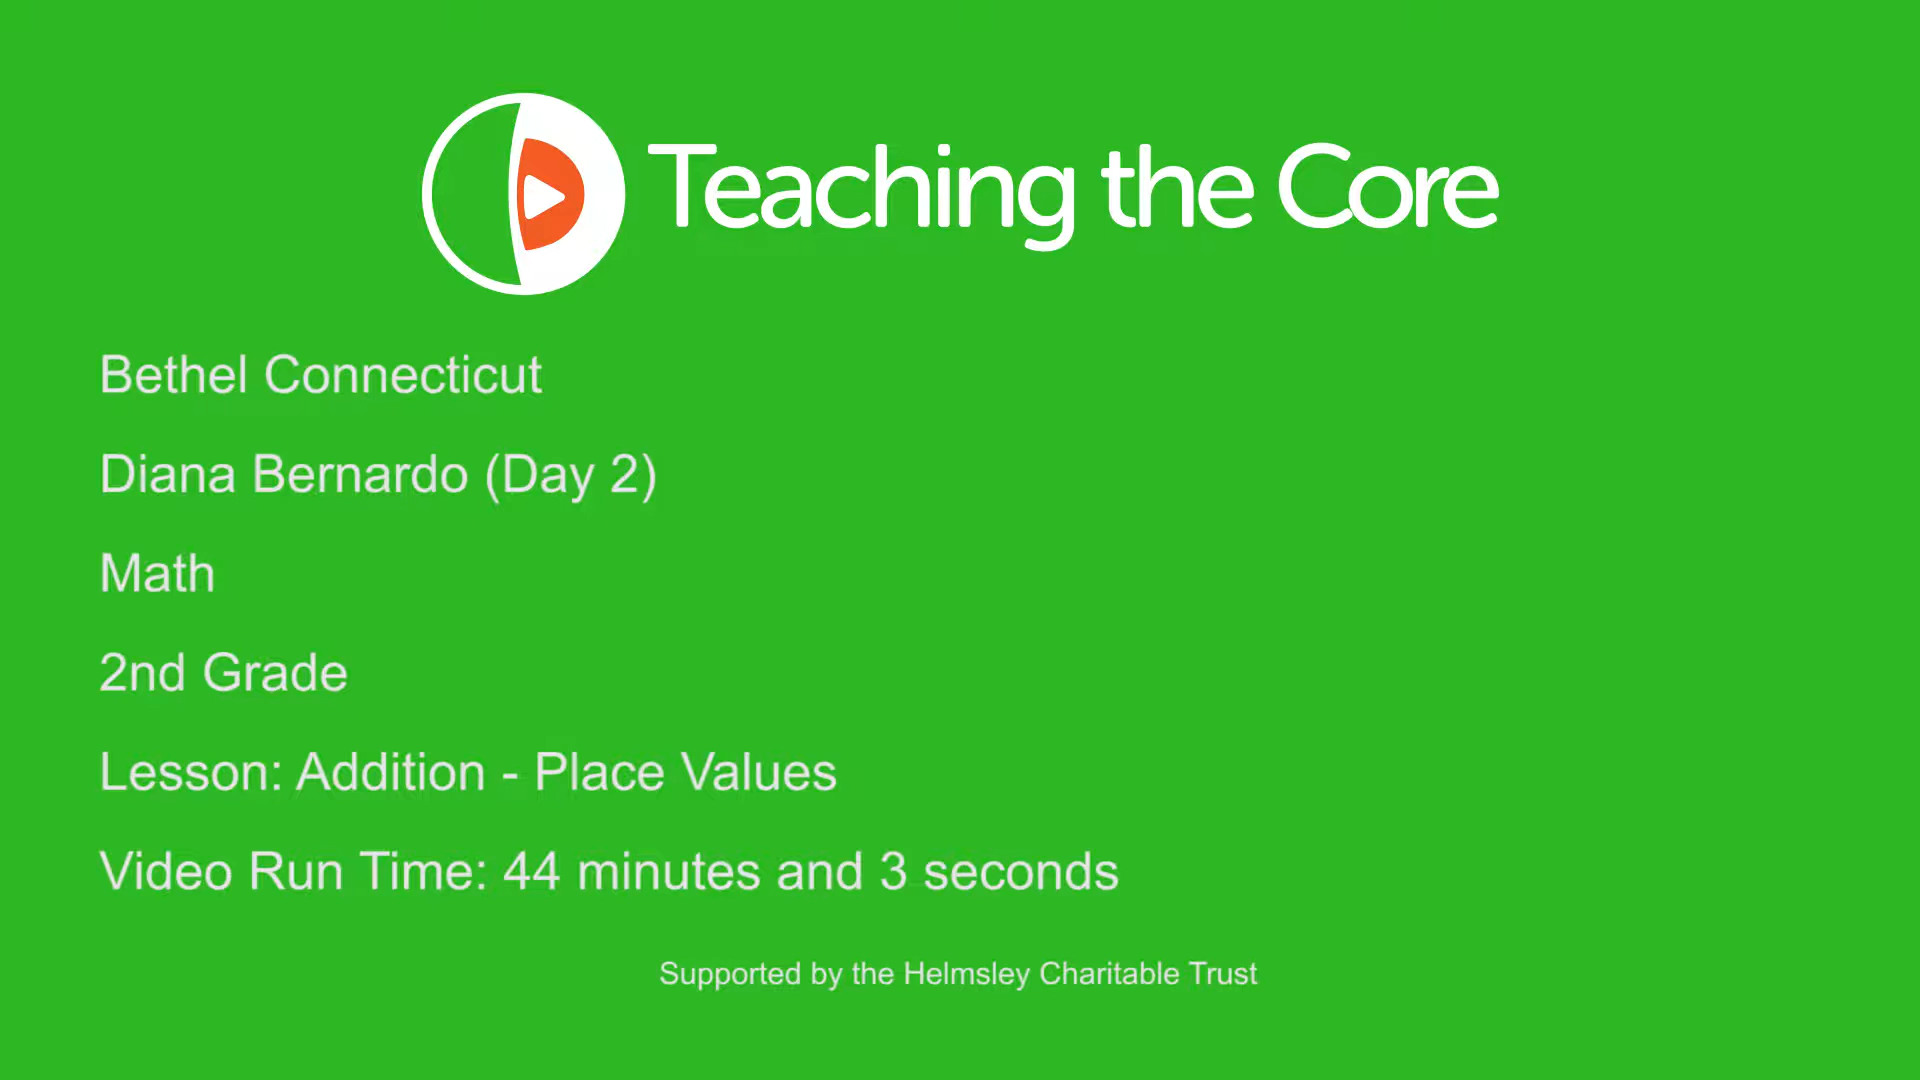 Teaching the Core
Bethel Connecticut
Diana Bernardo (Day 2)
Math
2nd Grade
Lesson: Addition - Place Values
Video Run Time: 44 minutes and 3 seconds
Supported by the Helmsley Charitable Trust